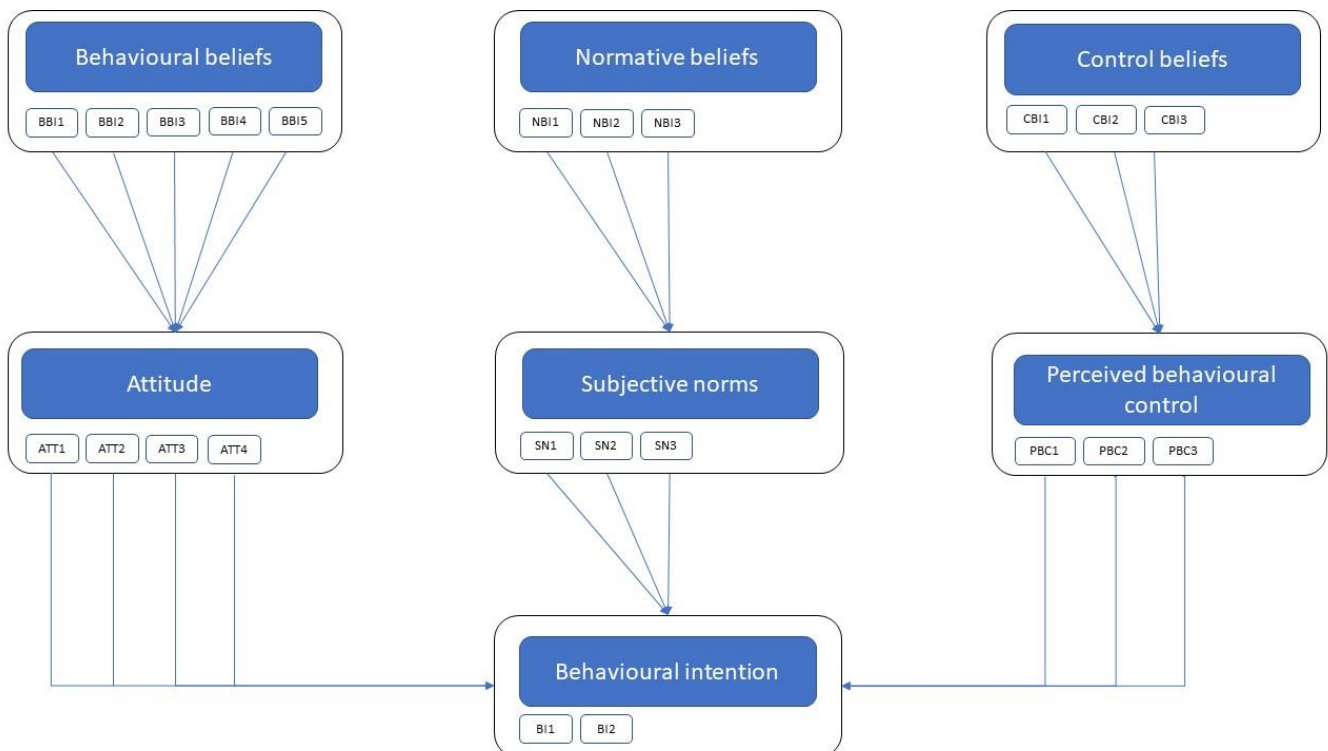 Behavioural beliefs
BBI1 BBI2 BBI3 BBI4 BBI5
Normative beliefs
NBI1 NBI2 NBI3
Control beliefs
CBI1 CBI2 CBI3
Attitude
ATT1 ATT2 ATT3 ATT4
Subjective norms
SN1 SN2 SN3
Perceived behavioural
control
PBC1 PBC2 PBC3
Behavioural intention
BI1 BI2